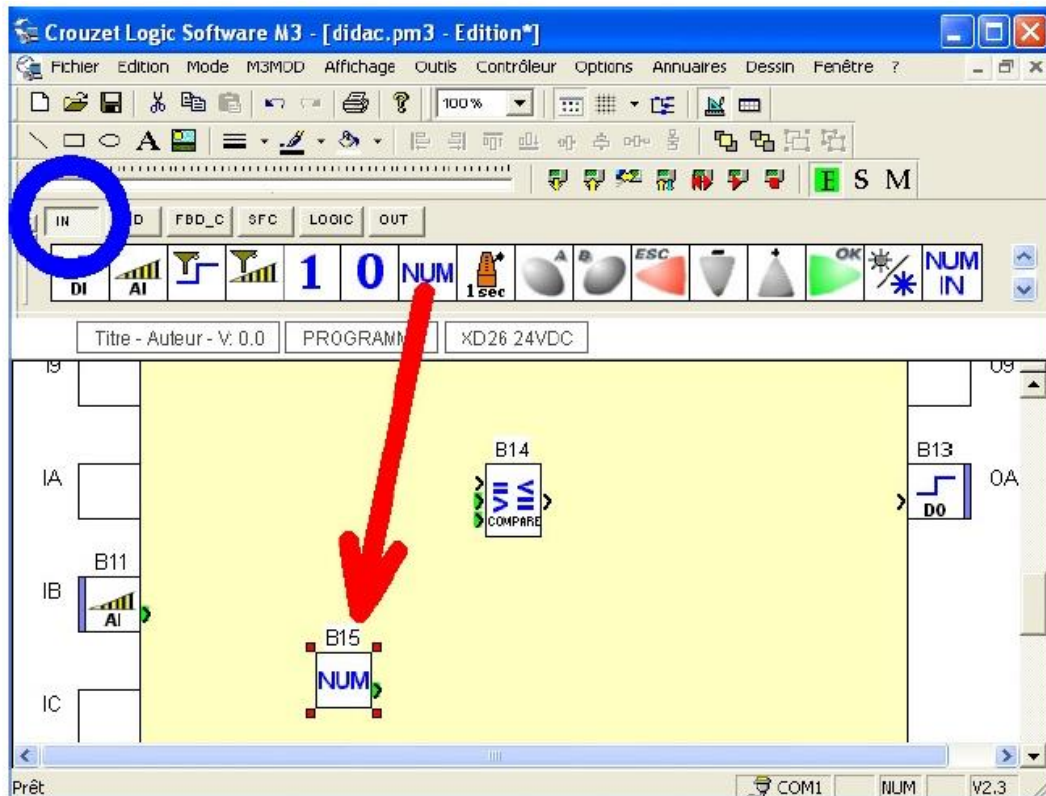 Crouzet Logic Software M3 - [didac.pm3 - Edition*]
Fichier Edition Mode M3MOD Affichage Outils Contrôleur Options Annuaires Dessin Fenêtre ?
100 %
A
E S M
IN FBD_C SFC LOGIC OUT
DI AI 1 0 NUM 1 sec A B ESC OK NUM IN
Titre - Auteur - V: 0.0 XD26 24VDC
I9 O9
B14 B13
IA COMPARE DO OA
B11
IB AI
B15
NUM
IC
Prêt COM1 NUM V2.3